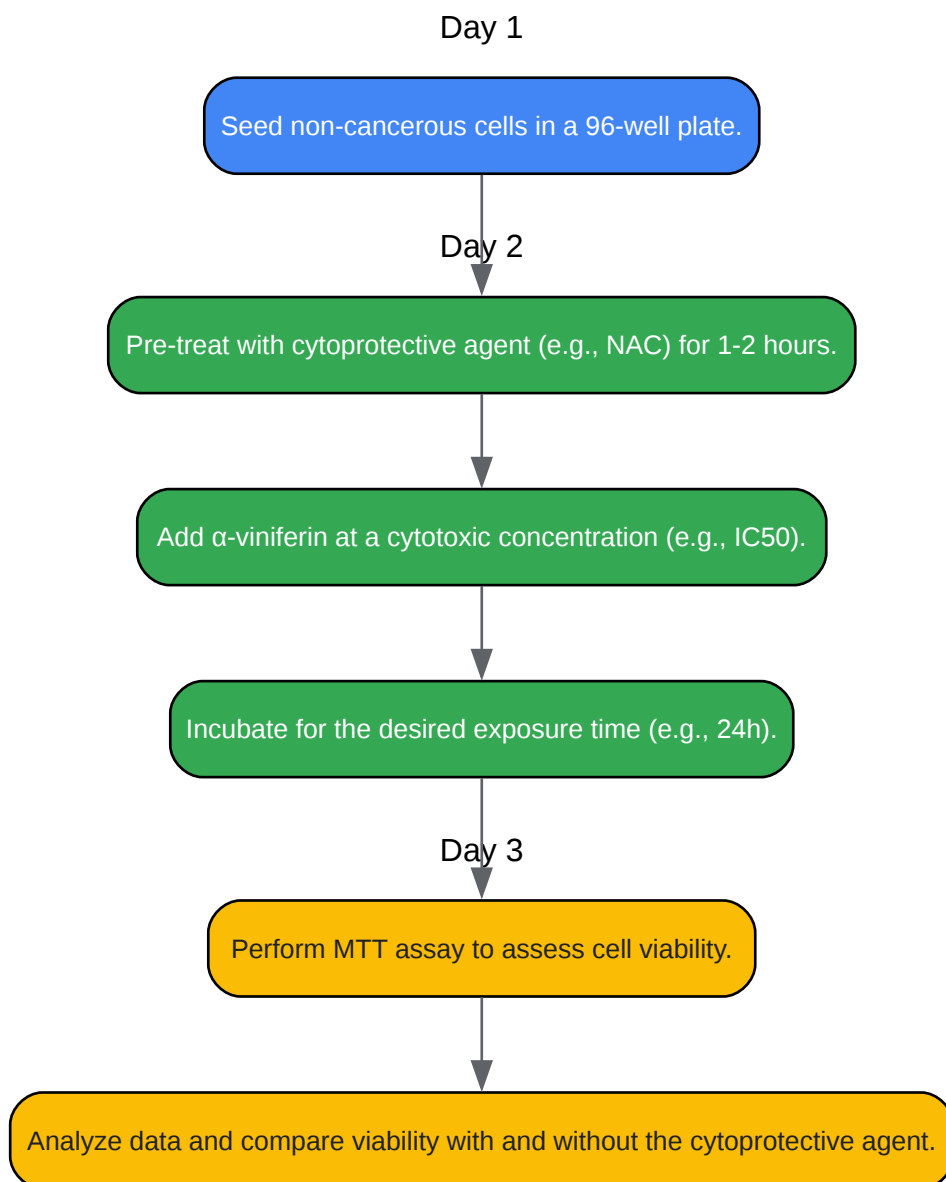 Day 1
Seed non-cancerous cells in a 96-well plate.
Day 2
Pre-treat with cytoprotective agent (e.g., NAC) for 1-2 hours.
Add α-viniferin at a cytotoxic concentration (e.g., IC50).
Incubate for the desired exposure time (e.g., 24h).
Day 3
Perform MTT assay to assess cell viability.
Analyze data and compare viability with and without the cytoprotective agent.